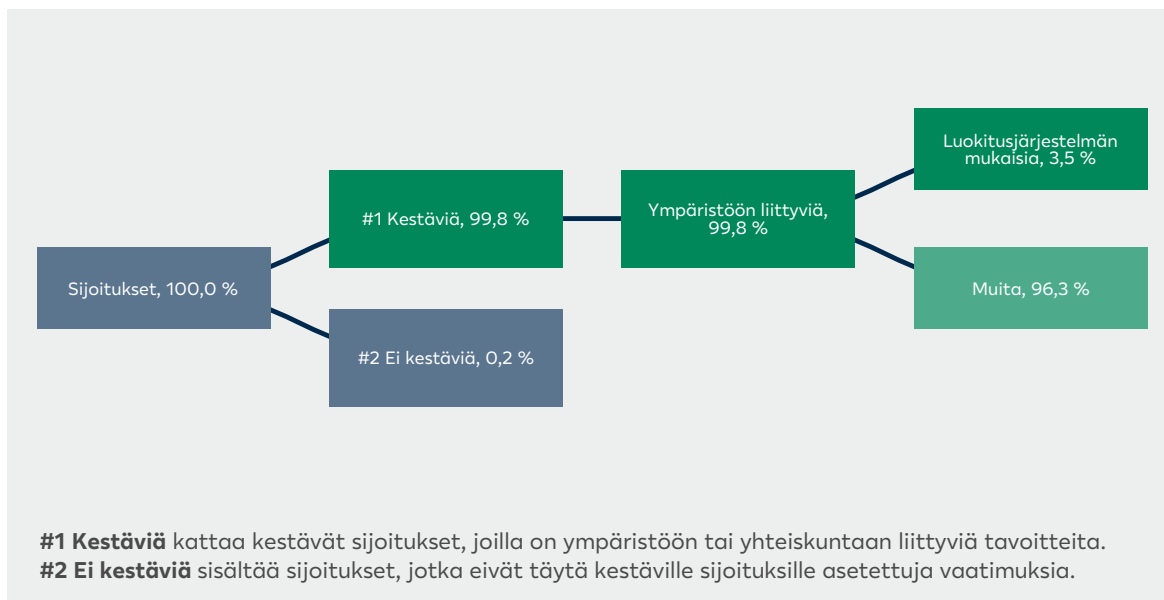 Luokitusjärjestelmän
mukaisia, 3,5 %
#1 Kestäviä, 99,8 %
Ympäristöön liittyviä,
99,8 %
Sijoitukset, 100,0 %
Muita, 96,3 %
#2 Ei kestäviä, 0,2 %
#1 Kestäviä kattaa kestävät sijoitukset, joilla on ympäristöön tai yhteiskuntaan liittyviä tavoitteita.
#2 Ei kestäviä sisältää sijoitukset, jotka eivät täytä kestäville sijoituksille asetettuja vaatimuksia.